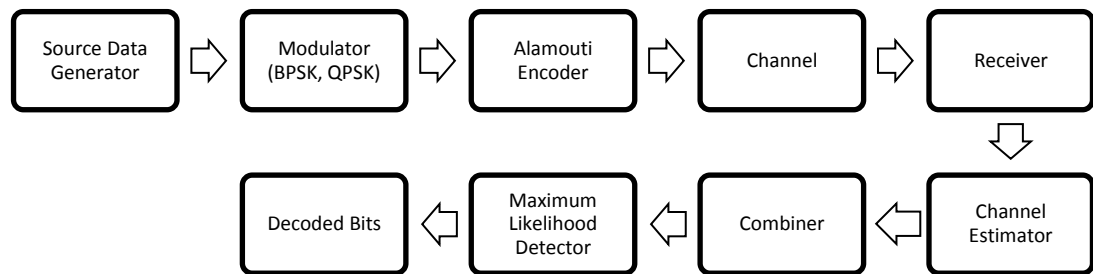 Source Data
Generator
Modulator
(BPSK, QPSK)
Alamouti
Encoder
Channel
Receiver
Channel
Estimator
Combiner
Maximum
Likelihood
Detector
Decoded Bits